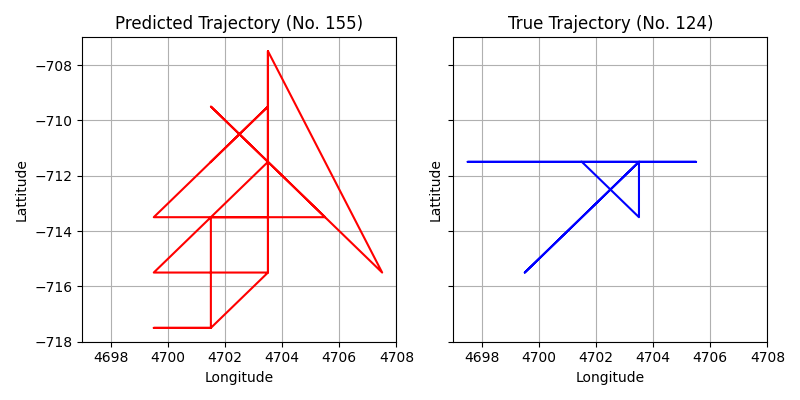 Predicted Trajectory (No. 155)
True Trajectory (No. 124)
−708
−710
−712
−714
−716
−718
Lattitude
Lattitude
4698 4700 4702 4704 4706 4708
4698 4700 4702 4704 4706 4708
Longitude
Longitude